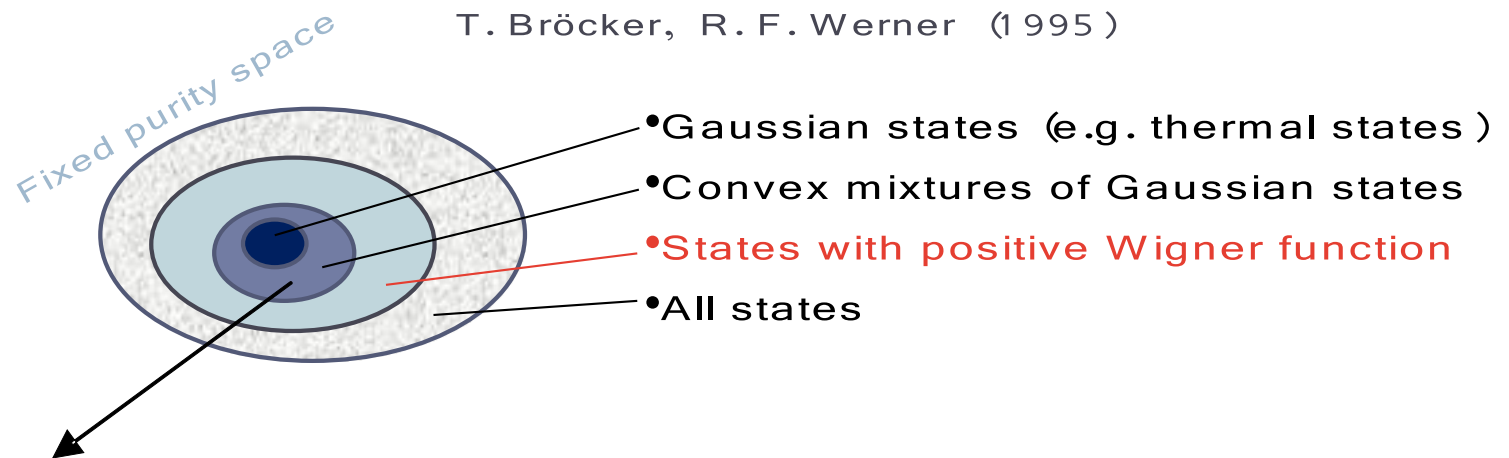 T. Bröcker, R. F. Werner (1995)
Fixed purity space
•Gaussian states (e.g. thermal states)
•Convex mixtures of Gaussian states
•States with positive Wigner function
•All states